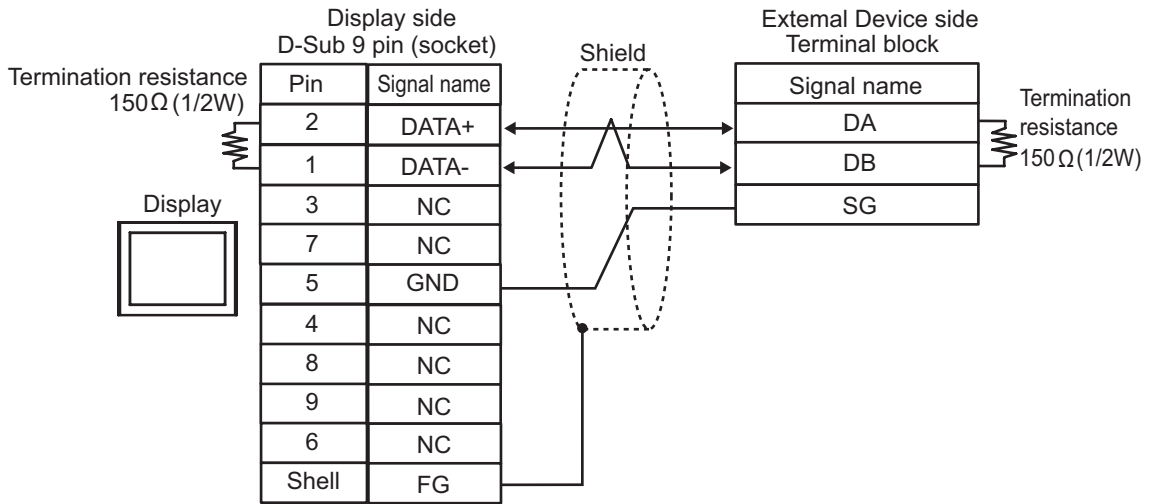 Display side
D-Sub 9 pin (socket)
External Device side
Terminal block
Shield
Termination resistance
150Ω (1/2W)
Pin Signal name
2 DATA+
1 DATA-
3 NC
7 NC
5 GND
4 NC
8 NC
9 NC
6 NC
Shell FG
Display
Signal name
DA
DB
SG
Termination
resistance
150Ω (1/2W)